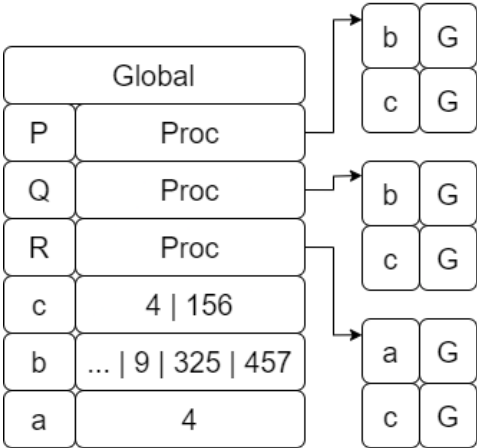 Global
P Proc
Q Proc
R Proc
c 4 | 156
b ... | 9 | 325 | 457
a 4
b G
c G
b G
c G
a G
c G